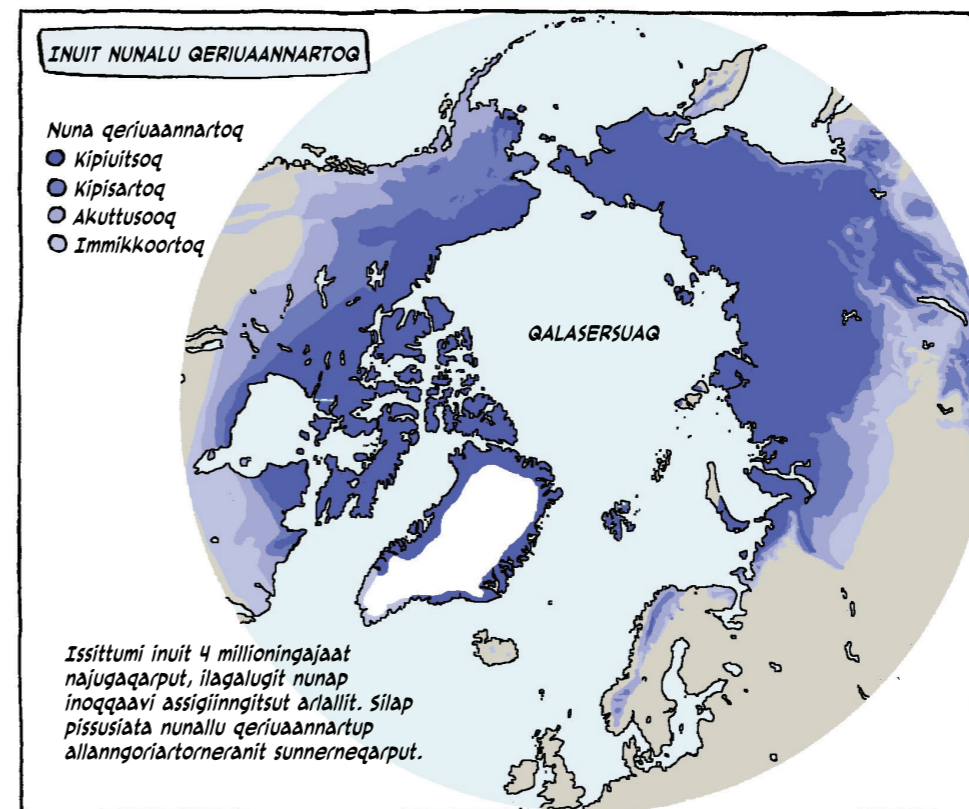 INUIT NUNALU QERIUAANNARTOQ
Nuna qeriuaannartoq
Kipiuitsoq
Kipisartoq
Akuttusooq
Immikkoortoq
QALASERSUAQ
Issittumi inuit 4 millioningajaat
najugaqarput, ilagalugit nunap
inoqqaavi assigiinngitsut arlallit. Silap
pissusiata nunallu qeriuaannartup
allanngoriartorneranit sunnerneqarput.